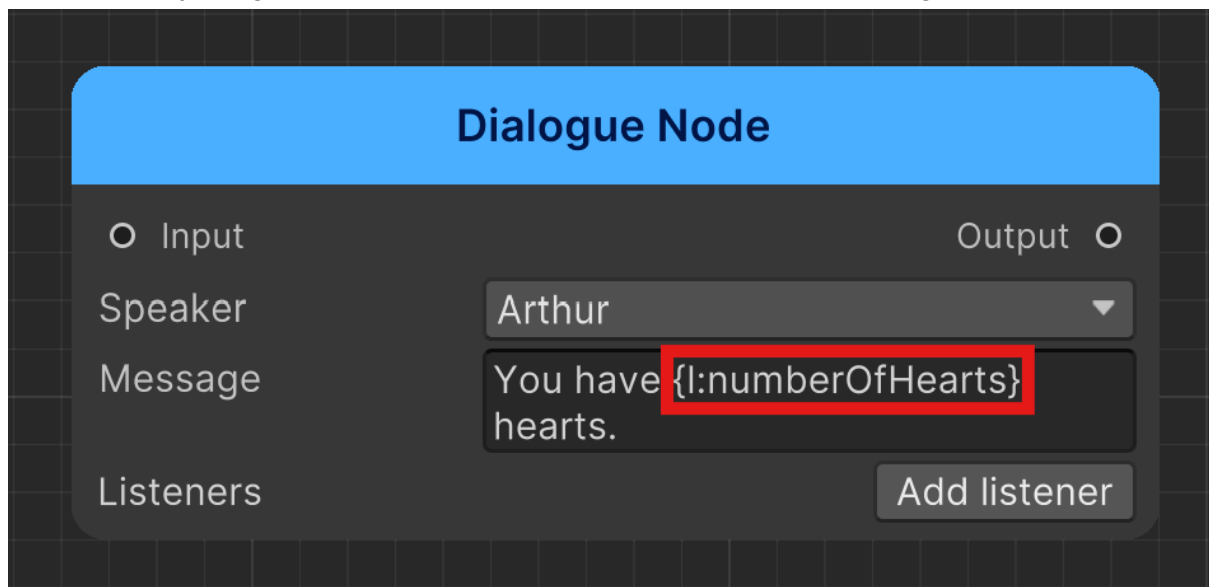 Dialogue Node
Input
Output
Speaker
Arthur
Message
You have {I:numberOfHearts}
hearts.
Listeners
Add listener